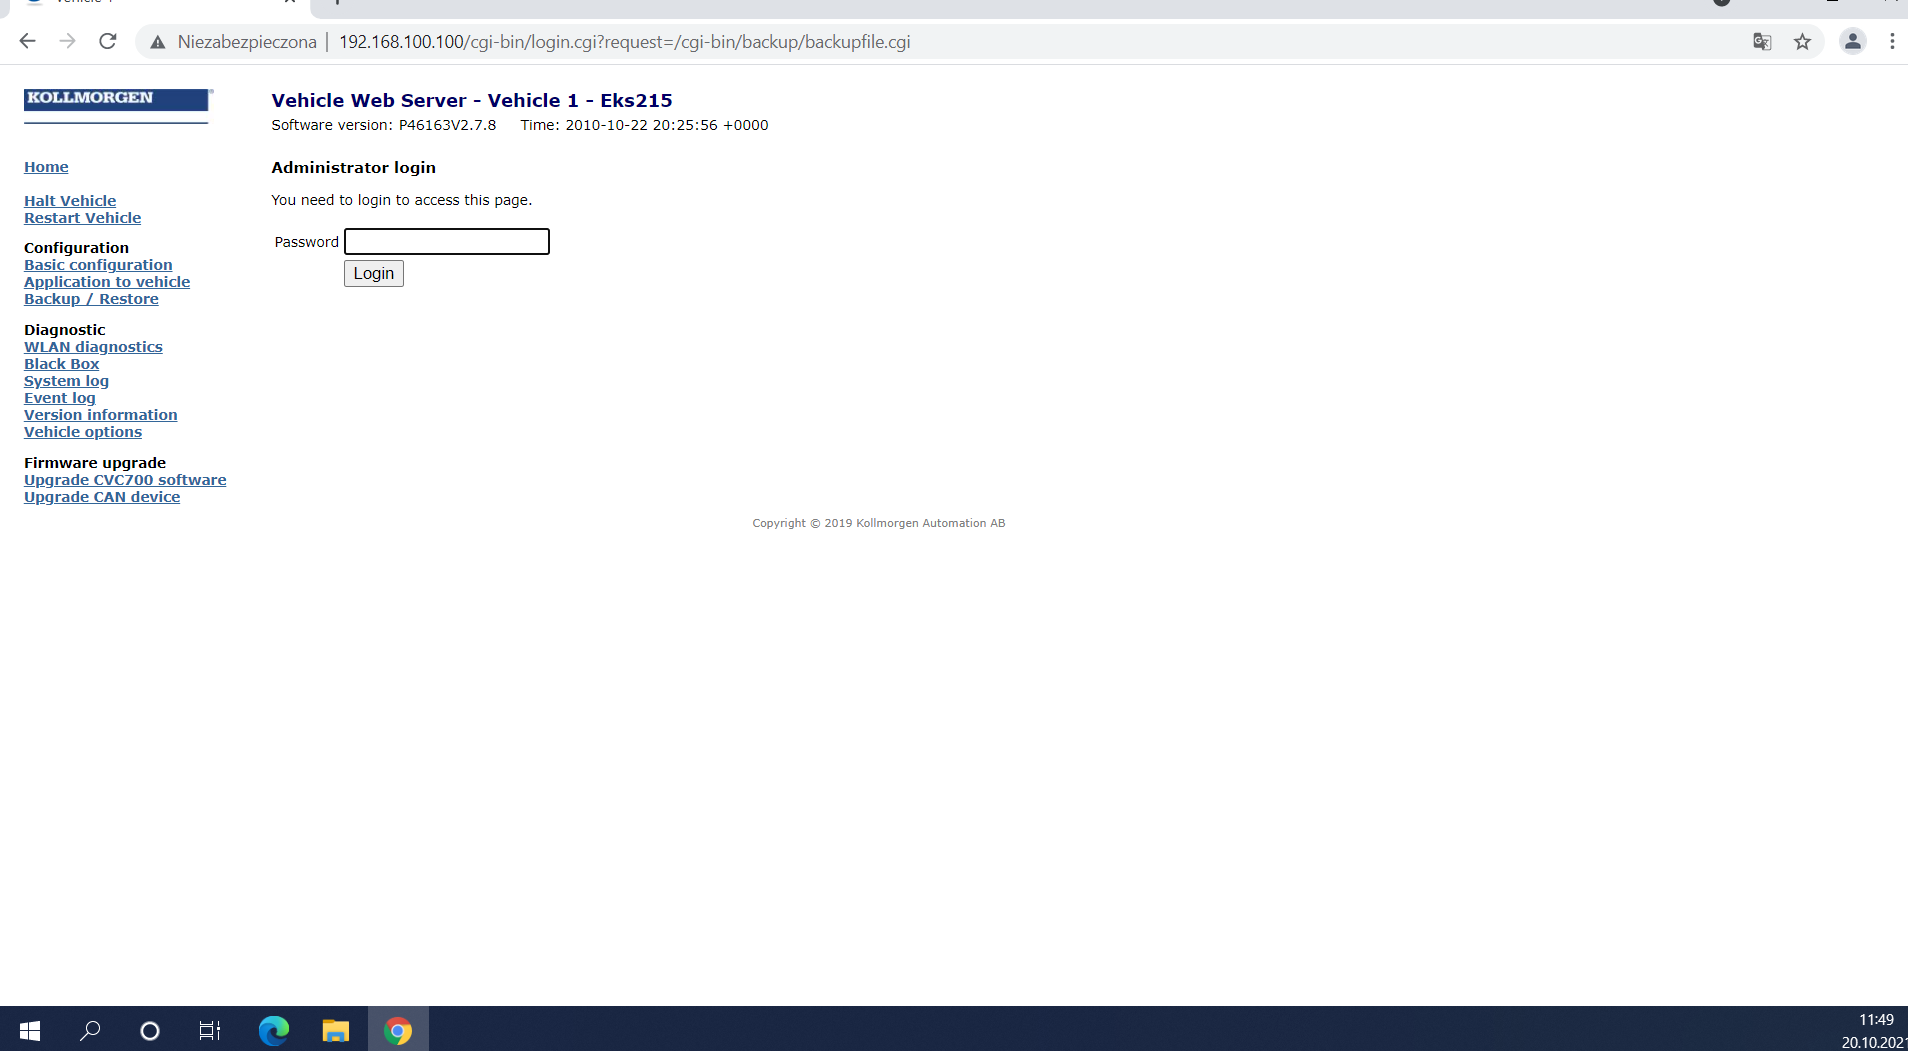 Niezabezpieczona | 192.168.100.100/cgi-bin/login.cgi?request=/cgi-bin/backup/backupfile.cgi
KOLLMORGEN
Vehicle Web Server - Vehicle 1 - Eks215
Software version: P46163V2.7.8 Time: 2010-10-22 20:25:56 +0000
Home
Halt Vehicle
Restart Vehicle
Configuration
Basic configuration
Application to vehicle
Backup / Restore
Diagnostic
WLAN diagnostics
Black Box
System log
Event log
Version information
Vehicle options
Firmware upgrade
Upgrade CVC700 software
Upgrade CAN device
Administrator login
You need to login to access this page.
Password
Login
Copyright © 2019 Kollmorgen Automation AB
11:49
20.10.2021